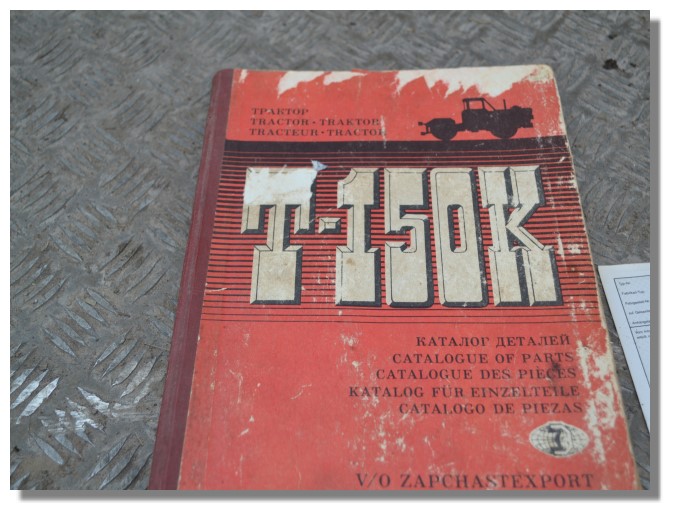 ТРАКТОР
TRACTOR · TRAKTOR
TRACTEUR · TRACTOR
Т-150К
КАТАЛОГ ДЕТАЛЕЙ
CATALOGUE OF PARTS
CATALOGUE DES PIECES
KATALOG FÜR EINZELTEILE
CATALOGO DE PIEZAS
V/O ZAPCHASTEXPORT